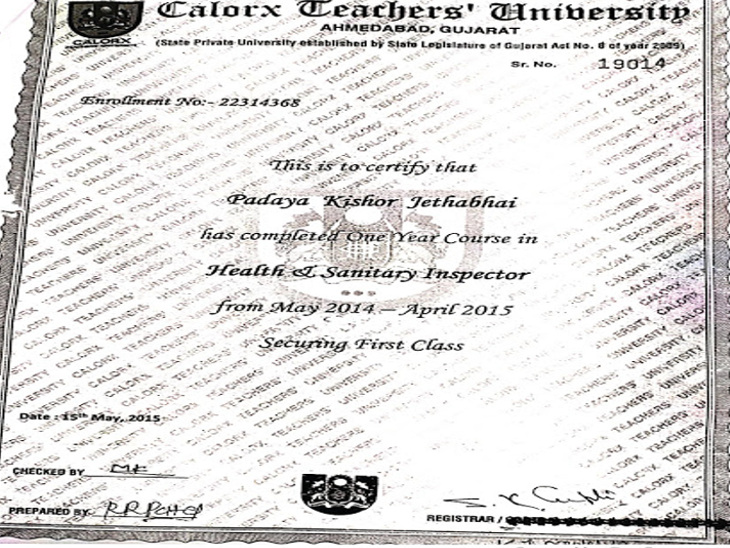 Calorx Teachers' University
AHMEDABAD, GUJARAT
CALORX
(State Private University established by State Legislature of Gujarat Act No. 8 of year 2009)
Sr. No. 19014
Enrollment No:- 22314368
This is to certify that
Padaya Kishor Jethabhai
has completed One Year Course in
Health & Sanitary Inspector
from May 2014 – April 2015
Securing First Class
Date : 15th May, 2015
CHECKED BY
PREPARED BY
REGISTRAR /